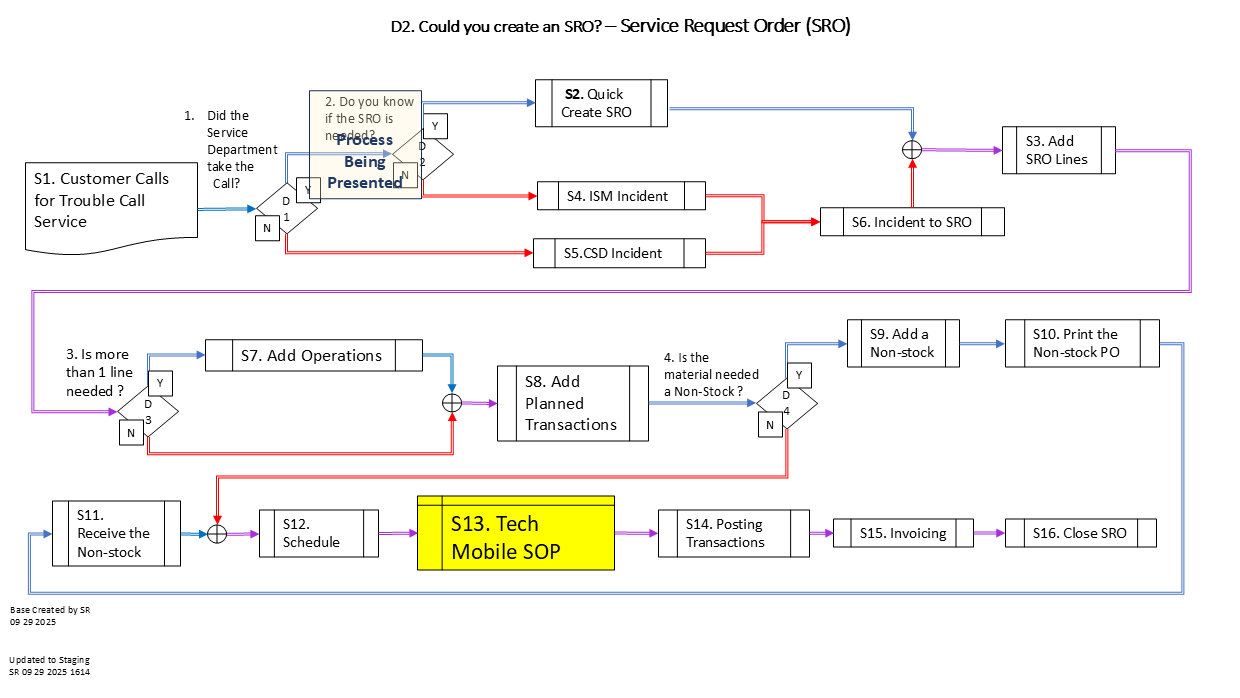 D2. Could you create an SRO? – Service Request Order (SRO)
1. Did the
Service
Department
take the
Call?
2. Do you know
if the SRO is
needed?
Process
Being
Presented
S1. Customer Calls
for Trouble Call
Service
D
1
Y
N
D
2
Y
N
S2. Quick
Create SRO
S3. Add
SRO Lines
S4. ISM Incident
S5.CSD Incident
S6. Incident to SRO
3. Is more
than 1 line
needed ?
D
3
Y
N
S7. Add Operations
S8. Add
Planned
Transactions
4. Is the
material needed
a Non-Stock ?
D
4
Y
N
S9. Add a
Non-stock
S10. Print the
Non-stock PO
S11.
Receive the
Non-stock
S12.
Schedule
S13. Tech
Mobile SOP
S14. Posting
Transactions
S15. Invoicing
S16. Close SRO
Base Created by SR
09 29 2025
Updated to Staging
SR 09 29 2025 1614